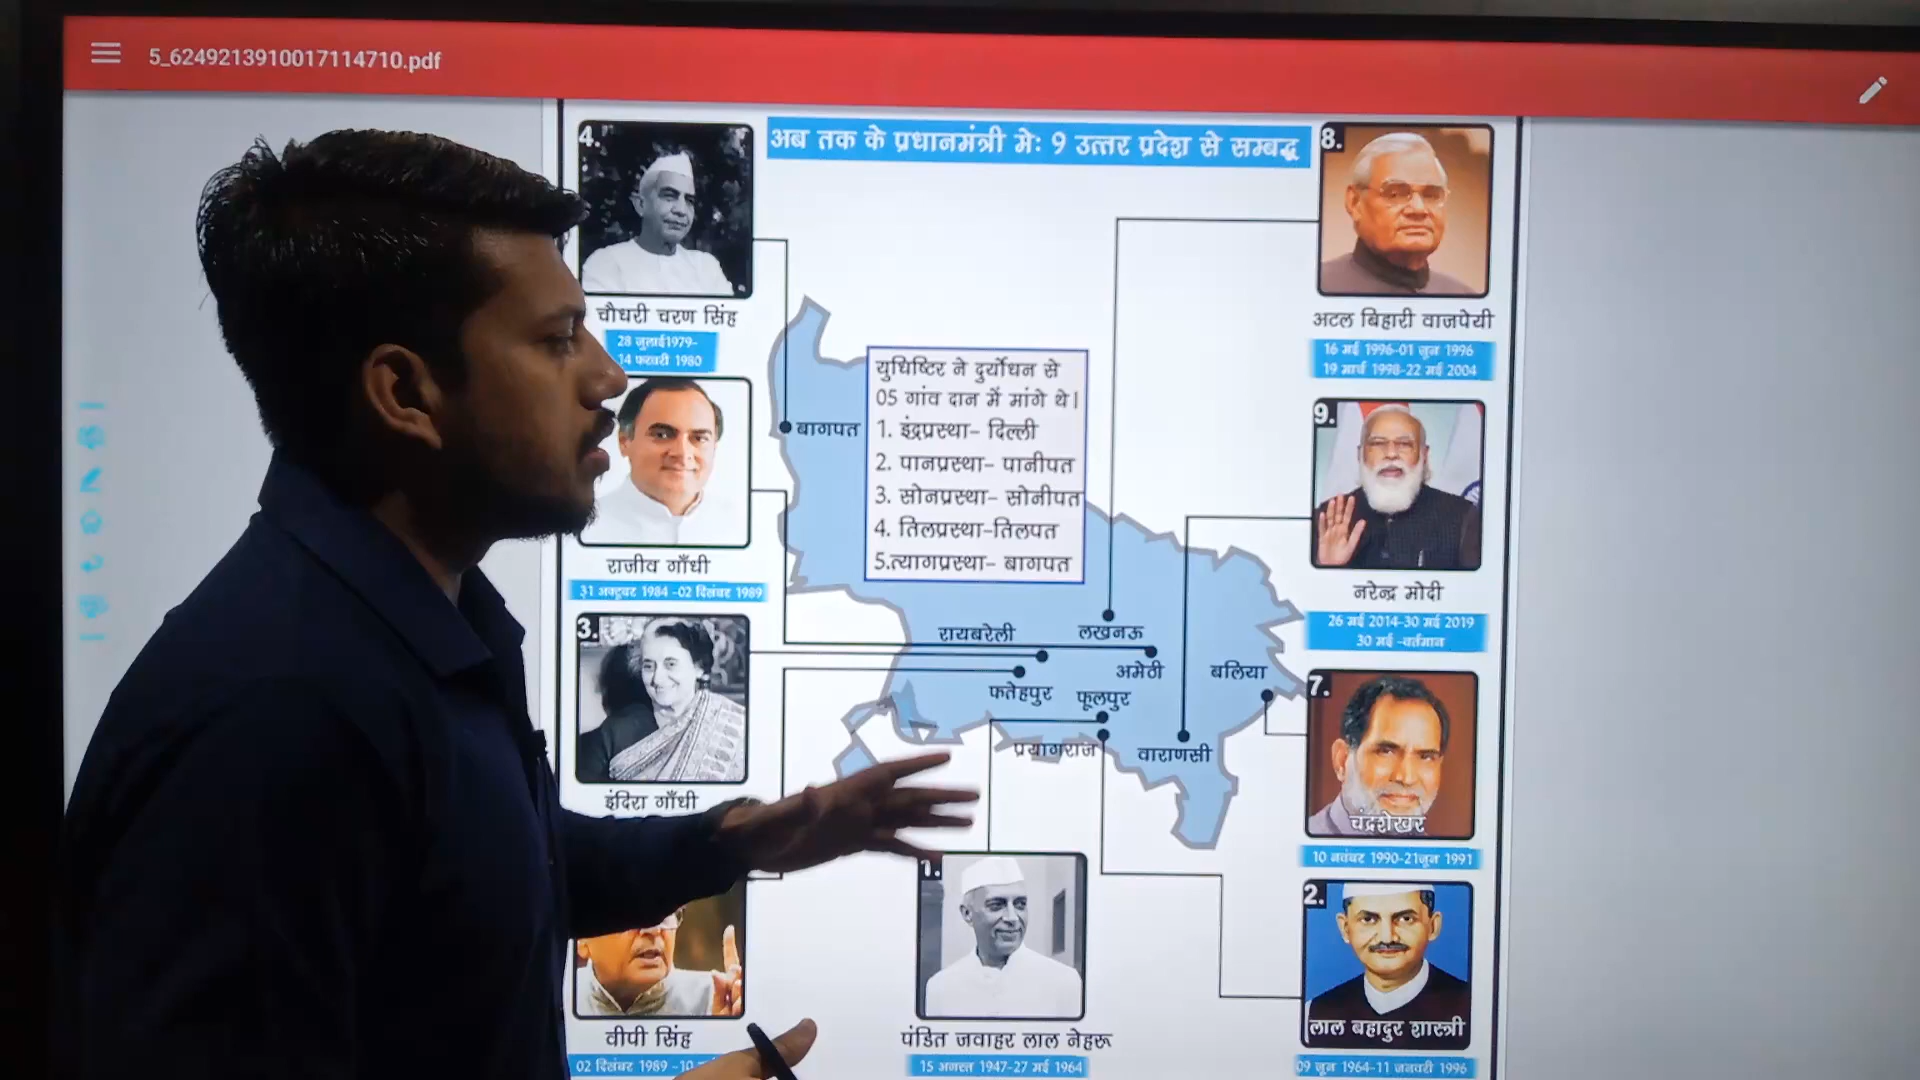 5_6249213910017114710.pdf
अब तक के प्रधानमंत्री मेः 9 उत्तर प्रदेश से सम्बद्ध
4.
चौधरी चरण सिंह
28 जुलाई1979-
14 फरवरी 1980
राजीव गाँधी
31 अक्टूबर 1984 -02 दिसंबर 1989
3.
इंदिरा गाँधी
वीपी सिंह
02 दिसंबर 1989 -10
युधिष्टिर ने दुर्योधन से
05 गांव दान में मांगे थे।
1. इंद्रप्रस्था- दिल्ली
2. पानप्रस्था- पानीपत
3. सोनप्रस्था- सोनीपत
4. तिलप्रस्था-तिलपत
5.त्यागप्रस्था- बागपत
बागपत
रायबरेली
लखनऊ
अमेठी
बलिया
फतेहपुर
फूलपुर
प्रयागराज
वाराणसी
1.
पंडित जवाहर लाल नेहरू
15 अगस्त 1947-27 मई 1964
8.
अटल बिहारी वाजपेयी
16 मई 1996-01 जून 1996
19 मार्च 1998-22 मई 2004
9.
नरेन्द्र मोदी
26 मई 2014-30 मई 2019
30 मई -वर्तमान
7.
चंद्रशेखर
10 नवंबर 1990-21जून 1991
2.
लाल बहादुर शास्त्री
09 जून 1964-11 जनवरी 1996